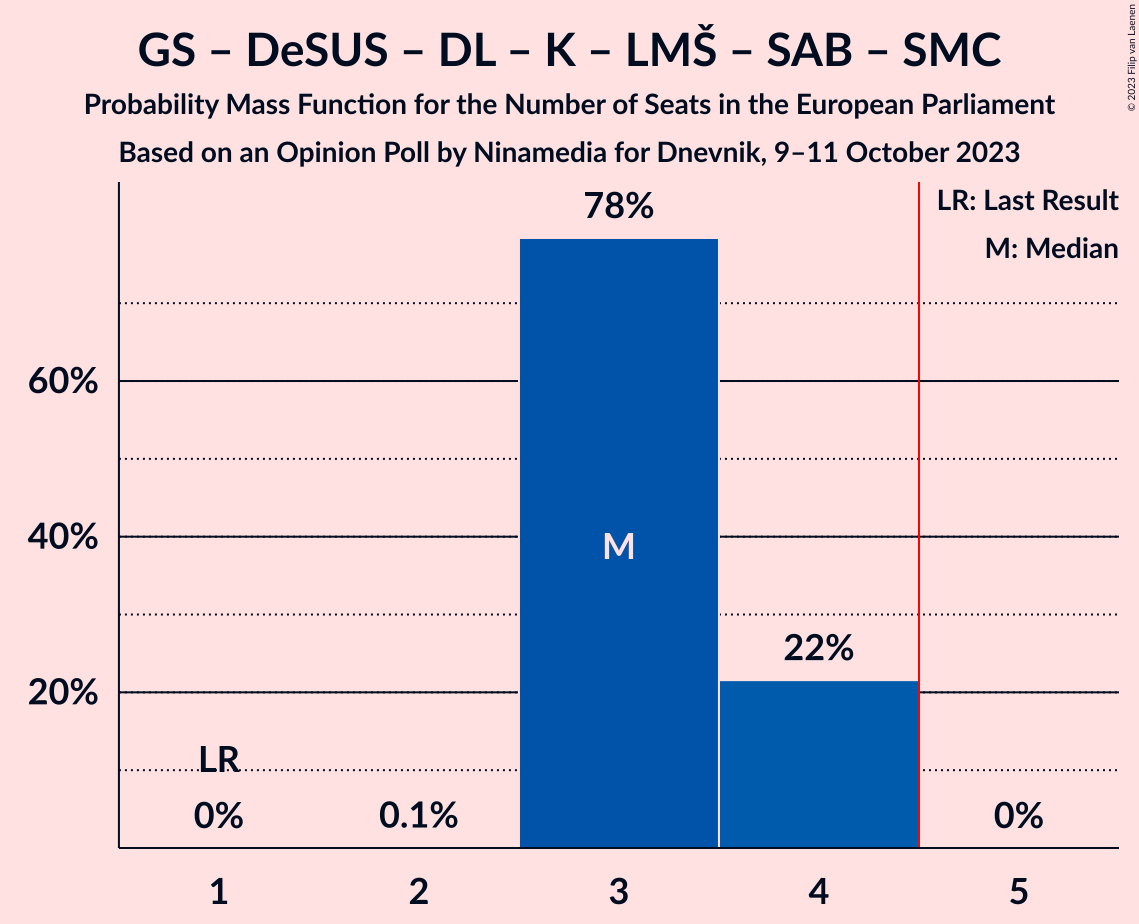 GS – DeSUS – DL – K – LMŠ – SAB – SMC
Probability Mass Function for the Number of Seats in the European Parliament
Based on an Opinion Poll by Ninamedia for Dnevnik, 9–11 October 2023
© 2023 Filip van Laenen
LR: Last Result
M: Median
78%
60%
40%
M
22%
20%
LR
0%
0.1%
0%
1
2
3
4
5